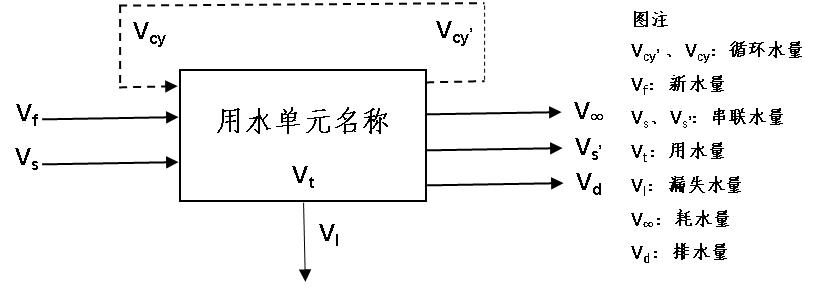 Vcy
Vcy'
Vf
Vs
用水单元名称
Vt
V∞
Vs'
Vd
Vl
图注
Vcy'、Vcy：循环水量
Vf：新水量
Vs、Vs'：串联水量
Vt：用水量
Vl：漏失水量
V∞：耗水量
Vd：排水量